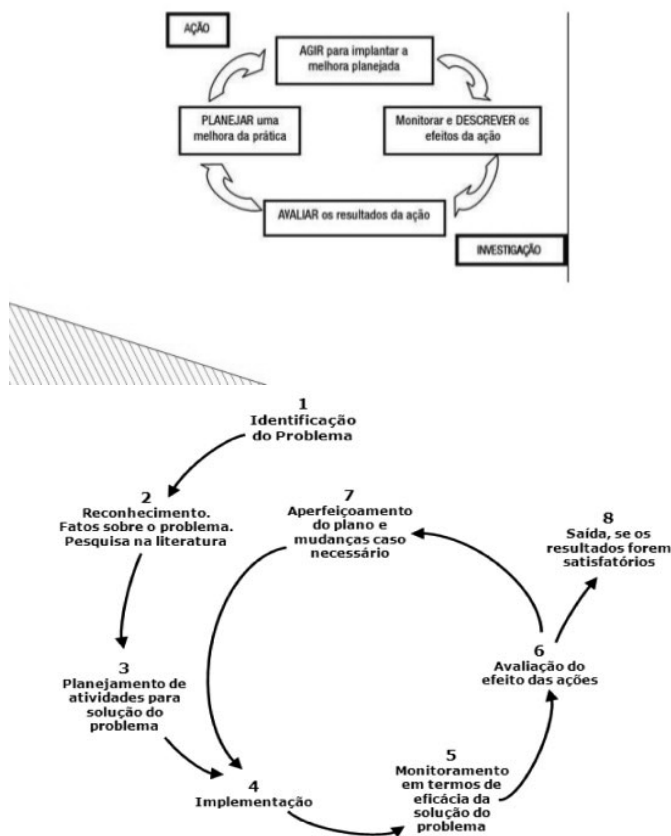 AÇÃO
AGIR para implantar a
melhora planejada
PLANEJAR uma
melhora da prática
Monitorar e DESCREVER os
efeitos da ação
AVALIAR os resultados da ação
INVESTIGAÇÃO
1
Identificação
do Problema
2
Reconhecimento.
Fatos sobre o problema.
Pesquisa na literatura
7
Aperfeiçoamento
do plano e
mudanças caso
necessário
8
Saída, se os
resultados forem
satisfatórios
3
Planejamento de
atividades para
solução do
problema
6
Avaliação do
efeito das ações
4
Implementação
5
Monitoramento
em termos de
eficácia da
solução do
problema